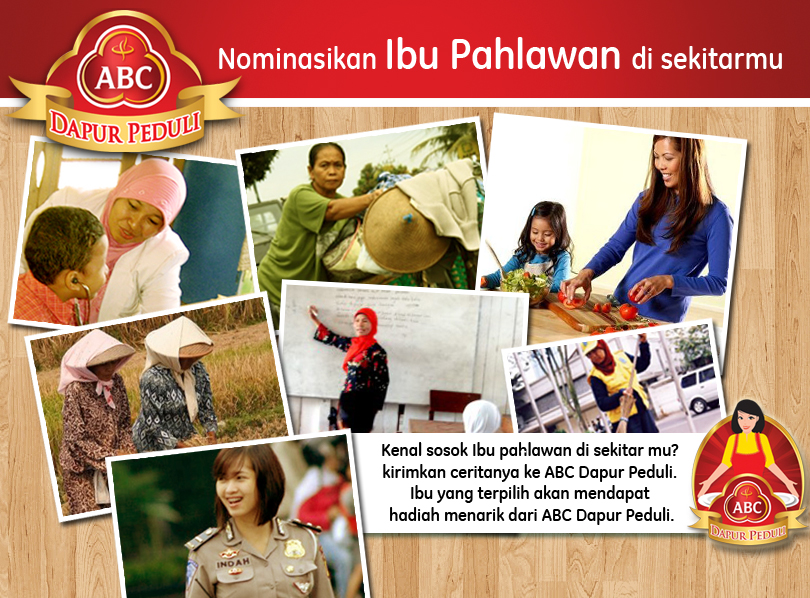 ABC
DAPUR PEDULI
Nominasikan Ibu Pahlawan di sekitarmu
INDAH
Kenal sosok Ibu pahlawan di sekitar mu?
kirimkan ceritanya ke ABC Dapur Peduli.
Ibu yang terpilih akan mendapat
hadiah menarik dari ABC Dapur Peduli.
ABC
DAPUR PEDULI